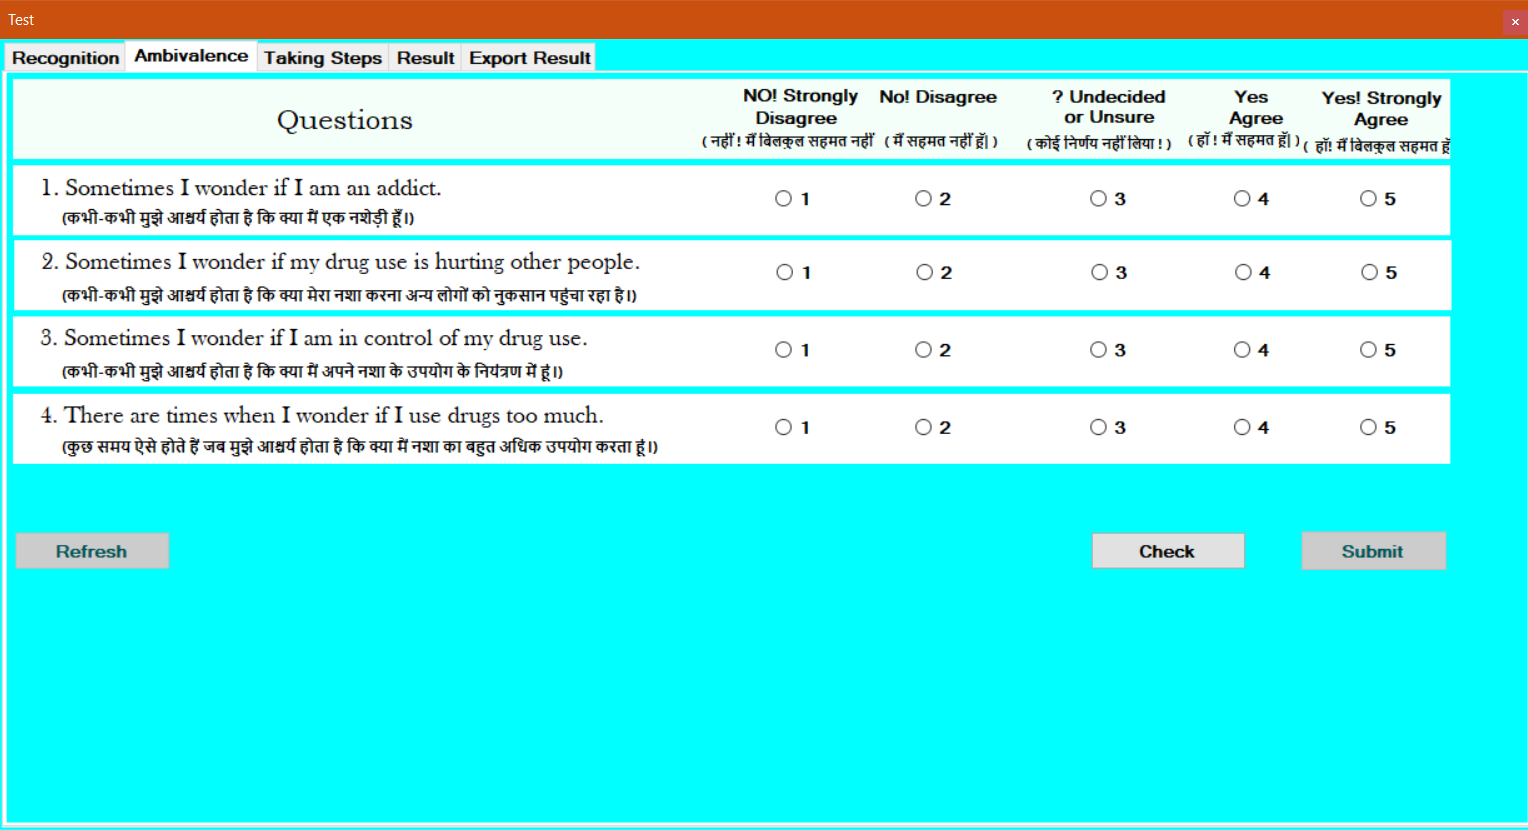 Test
Recognition Ambivalence Taking Steps Result Export Result
Questions
NO! Strongly Disagree
( नहीं ! मैं बिलकुल सहमत नहीं
No! Disagree
( मैं सहमत नहीं हूँ| )
? Undecided or Unsure
( कोई निर्णय नहीं लिया ! )
Yes Agree
( हाँ ! मैं सहमत हूँ| )
Yes! Strongly Agree
( हाँ! मैं बिलकुल सहमत हूँ
1. Sometimes I wonder if I am an addict.
(कभी-कभी मुझे आश्चर्य होता है कि क्या मैं एक नशेड़ी हूँ।)
1 2 3 4 5
2. Sometimes I wonder if my drug use is hurting other people.
(कभी-कभी मुझे आश्चर्य होता है कि क्या मेरा नशा करना अन्य लोगों को नुकसान पहुंचा रहा है।)
1 2 3 4 5
3. Sometimes I wonder if I am in control of my drug use.
(कभी-कभी मुझे आश्चर्य होता है कि क्या मैं अपने नशा के उपयोग के नियंत्रण में हूं।)
1 2 3 4 5
4. There are times when I wonder if I use drugs too much.
(कुछ समय ऐसे होते हैं जब मुझे आश्चर्य होता है कि क्या मैं नशा का बहुत अधिक उपयोग करता हूं।)
1 2 3 4 5
Refresh Check Submit